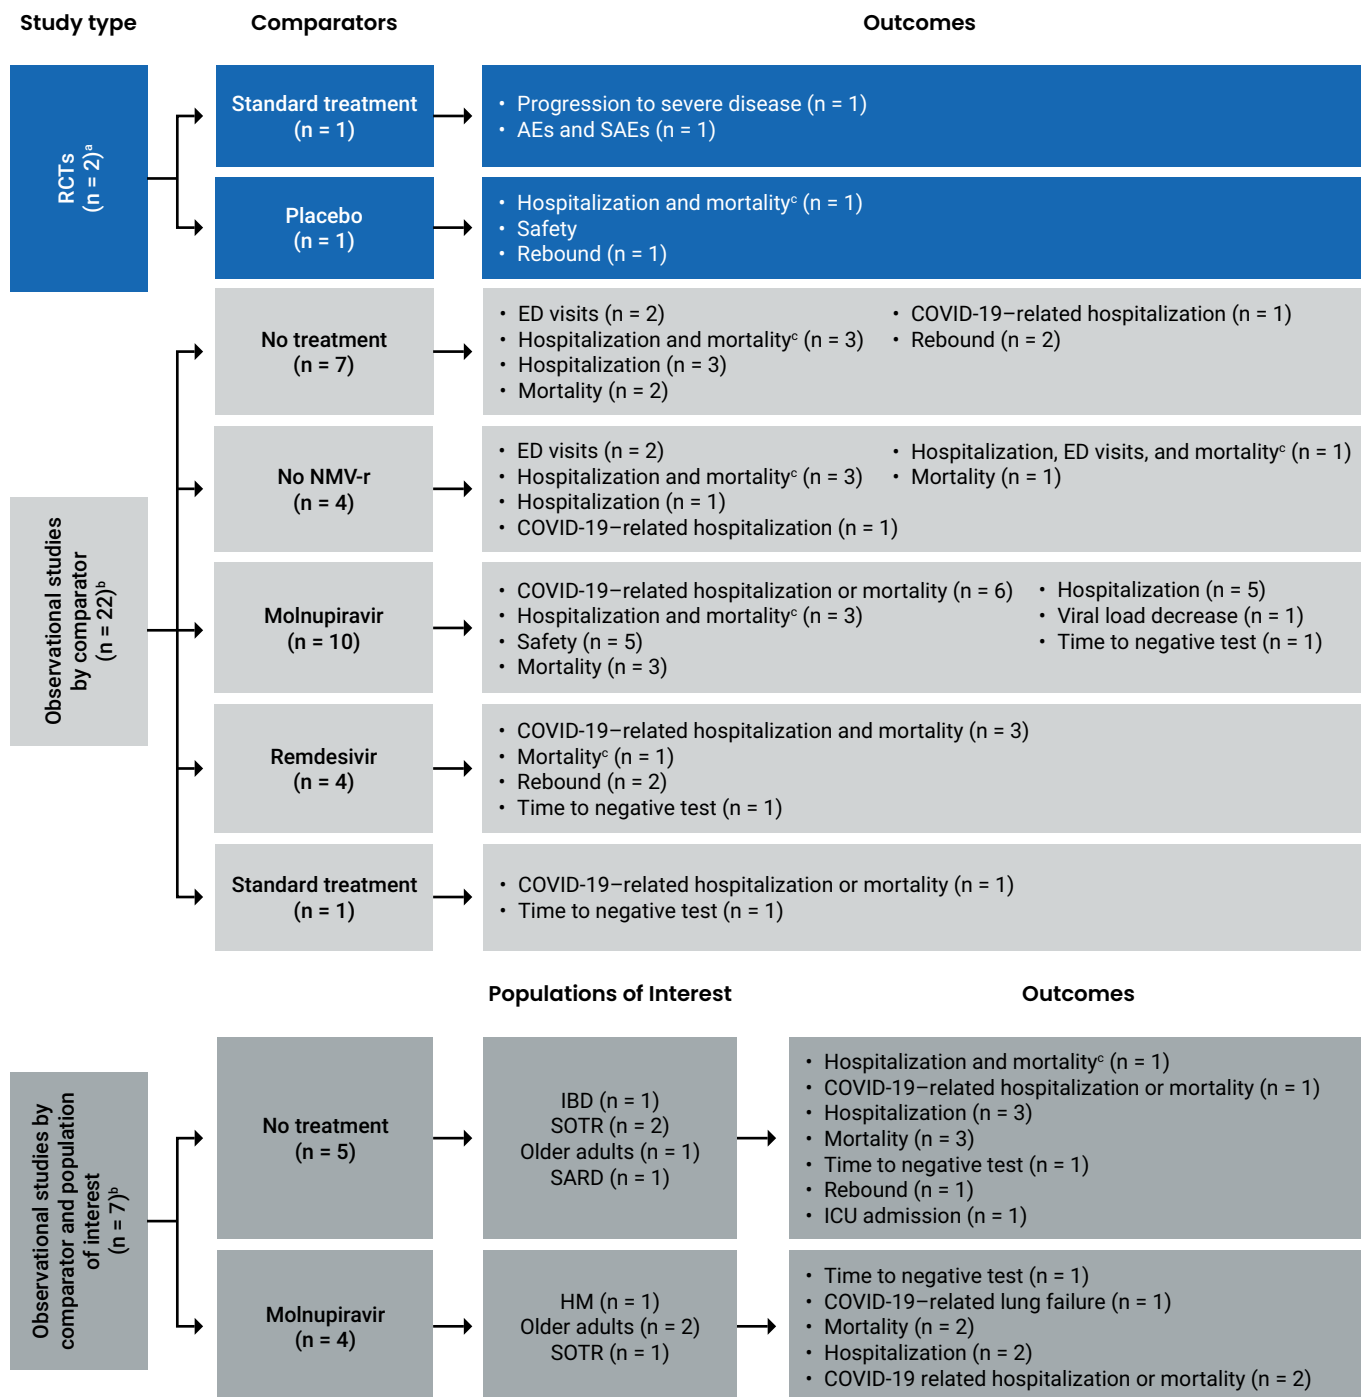 Study type
Comparators
Outcomes
RCTs
(n = 2)ᵃ
Standard treatment
(n = 1)
• Progression to severe disease (n = 1)
• AEs and SAEs (n = 1)
Placebo
(n = 1)
• Hospitalization and mortalityᶜ (n = 1)
• Safety
• Rebound (n = 1)
Observational studies
by comparator
(n = 22)ᵇ
No treatment
(n = 7)
• ED visits (n = 2)
• Hospitalization and mortalityᶜ (n = 3)
• Hospitalization (n = 3)
• Mortality (n = 2)
• COVID-19–related hospitalization (n = 1)
• Rebound (n = 2)
No NMV-r
(n = 4)
• ED visits (n = 2)
• Hospitalization and mortalityᶜ (n = 3)
• Hospitalization (n = 1)
• COVID-19–related hospitalization (n = 1)
• Hospitalization, ED visits, and mortalityᶜ (n = 1)
• Mortality (n = 1)
Molnupiravir
(n = 10)
• COVID-19–related hospitalization or mortality (n = 6)
• Hospitalization and mortalityᶜ (n = 3)
• Safety (n = 5)
• Mortality (n = 3)
• Hospitalization (n = 5)
• Viral load decrease (n = 1)
• Time to negative test (n = 1)
Remdesivir
(n = 4)
• COVID-19–related hospitalization and mortality (n = 3)
• Mortalityᶜ (n = 1)
• Rebound (n = 2)
• Time to negative test (n = 1)
Standard treatment
(n = 1)
• COVID-19–related hospitalization or mortality (n = 1)
• Time to negative test (n = 1)
Populations of Interest
Outcomes
Observational studies by
comparator and population
of interest
(n = 7)ᵇ
No treatment
(n = 5)
IBD (n = 1)
SOTR (n = 2)
Older adults (n = 1)
SARD (n = 1)
• Hospitalization and mortalityᶜ (n = 1)
• COVID-19–related hospitalization or mortality (n = 1)
• Hospitalization (n = 3)
• Mortality (n = 3)
• Time to negative test (n = 1)
• Rebound (n = 1)
• ICU admission (n = 1)
Molnupiravir
(n = 4)
HM (n = 1)
Older adults (n = 2)
SOTR (n = 1)
• Time to negative test (n = 1)
• COVID-19–related lung failure (n = 1)
• Mortality (n = 2)
• Hospitalization (n = 2)
• COVID-19 related hospitalization or mortality (n = 2)